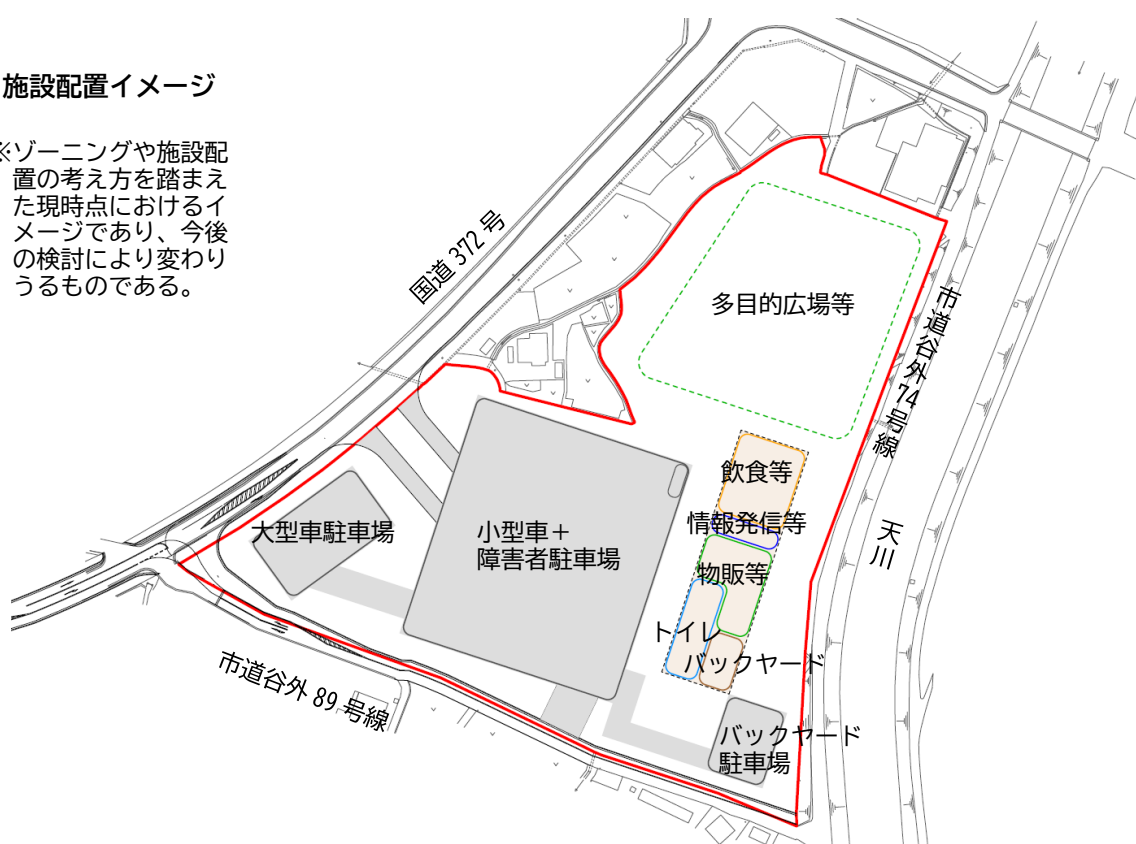 施設配置イメージ
※ゾーニングや施設配
置の考え方を踏まえ
た現時点におけるイ
メージであり、今後
の検討により変わり
うるものである。
国道 372 号
多目的広場等
市道谷外 74 号線
飲食等
情報発信等
大型車駐車場
小型車＋
障害者駐車場
天川
物販等
トイレ
バックヤード
市道谷外 89 号線
バックヤード
駐車場